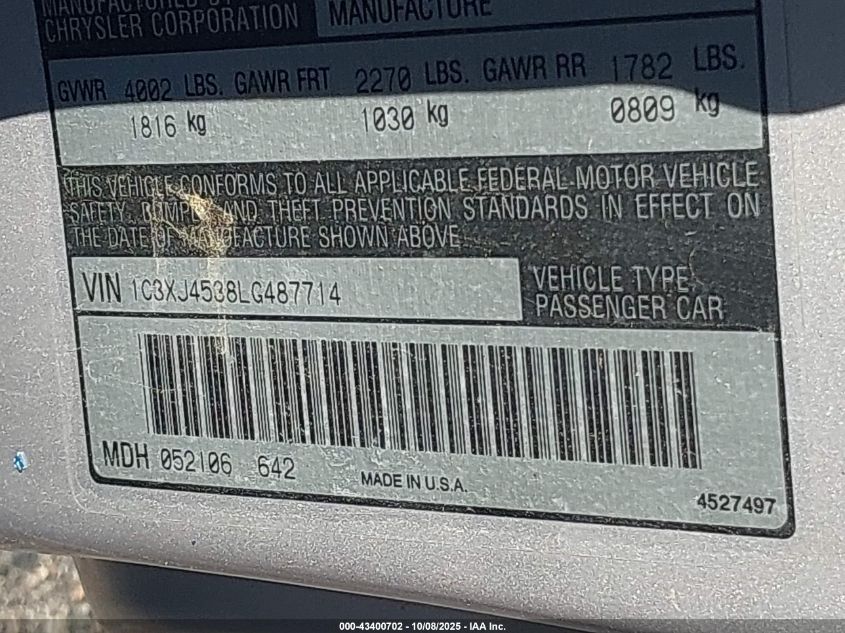 MANUFACTURED BY
CHRYSLER CORPORATION
MANUFACTURE
GVWR 4002 LBS. GAWR FRT 2270 LBS. GAWR RR 1782 LBS.
1816 kg 1030 kg 0809 kg
THIS VEHICLE CONFORMS TO ALL APPLICABLE FEDERAL MOTOR VEHICLE
SAFETY, BUMPER AND THEFT PREVENTION STANDARDS IN EFFECT ON
THE DATE OF MANUFACTURE SHOWN ABOVE
VIN 1C3XJ4538LG487714
VEHICLE TYPE
PASSENGER CAR
MDH 052106 642
MADE IN U.S.A.
4527497
000-43400702 - 10/08/2025 - IAA Inc.